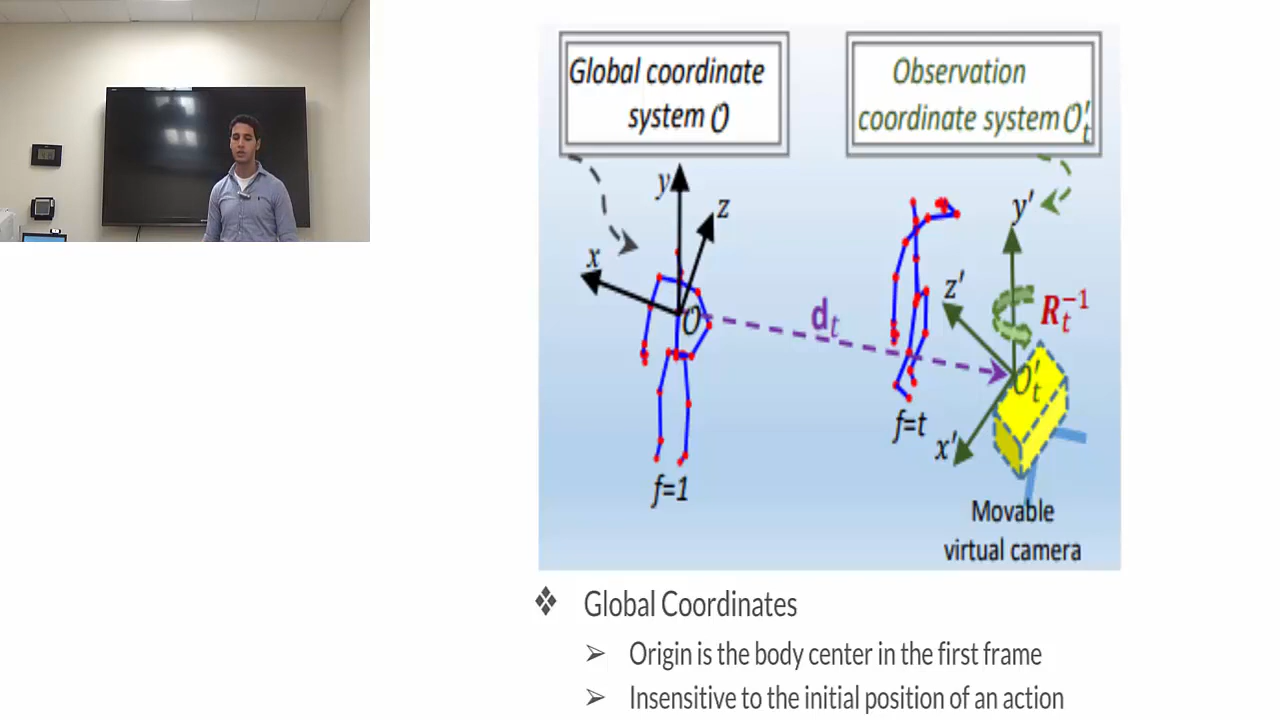 Global coordinate
system O
Observation
coordinate system O't
y
z
x
O
dt
f=1
f=t
y'
z'
Rt−1
O't
x'
Movable
virtual camera
❖ Global Coordinates
➢ Origin is the body center in the first frame
➢ Insensitive to the initial position of an action